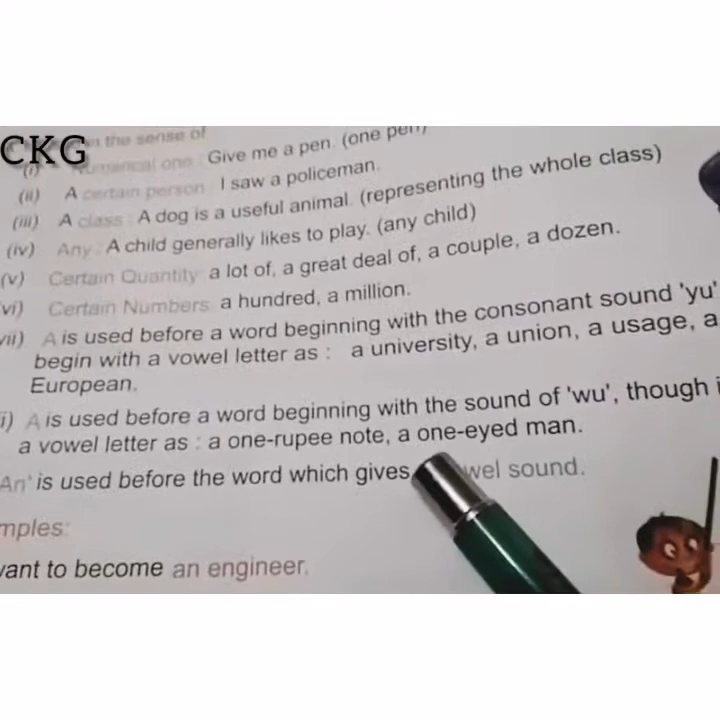 CKG
in the sense of
(i) Numerical one : Give me a pen. (one pen)
(ii) A certain person : I saw a policeman.
(iii) A class : A dog is a useful animal. (representing the whole class)
(iv) Any : A child generally likes to play. (any child)
(v) Certain Quantity : a lot of, a great deal of, a couple, a dozen.
vi) Certain Numbers : a hundred, a million.
vii) A is used before a word beginning with the consonant sound 'yu'
begin with a vowel letter as : a university, a union, a usage, a
European.
i) A is used before a word beginning with the sound of 'wu', though
a vowel letter as : a one-rupee note, a one-eyed man.
An' is used before the word which gives wel sound.
mples:
vant to become an engineer.